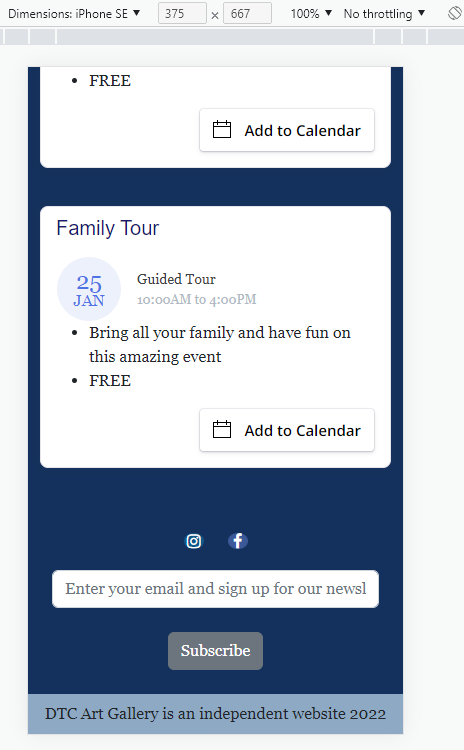 Dimensions: iPhone SE ▼ 375 × 667 100% ▼ No throttling ▼
• FREE
Add to Calendar
Family Tour
25
JAN
Guided Tour
10:00AM to 4:00PM
• Bring all your family and have fun on
this amazing event
• FREE
Add to Calendar
Enter your email and sign up for our newsl
Subscribe
DTC Art Gallery is an independent website 2022